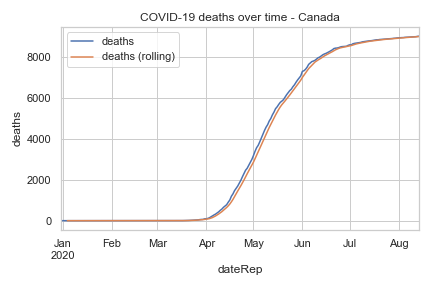 COVID-19 deaths over time - Canada
deaths
deaths (rolling)
deaths
8000
6000
4000
2000
0
Jan Feb Mar Apr May Jun Jul Aug
2020
dateRep